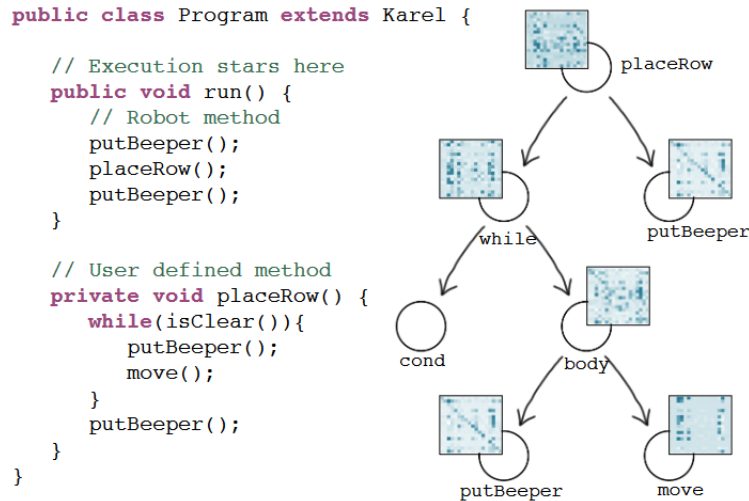 public class Program extends Karel {
// Execution stars here
public void run() {
// Robot method
putBeeper();
placeRow();
putBeeper();
}
// User defined method
private void placeRow() {
while(isClear()){
putBeeper();
move();
}
putBeeper();
}
}
placeRow
while
putBeeper
cond
body
putBeeper
move